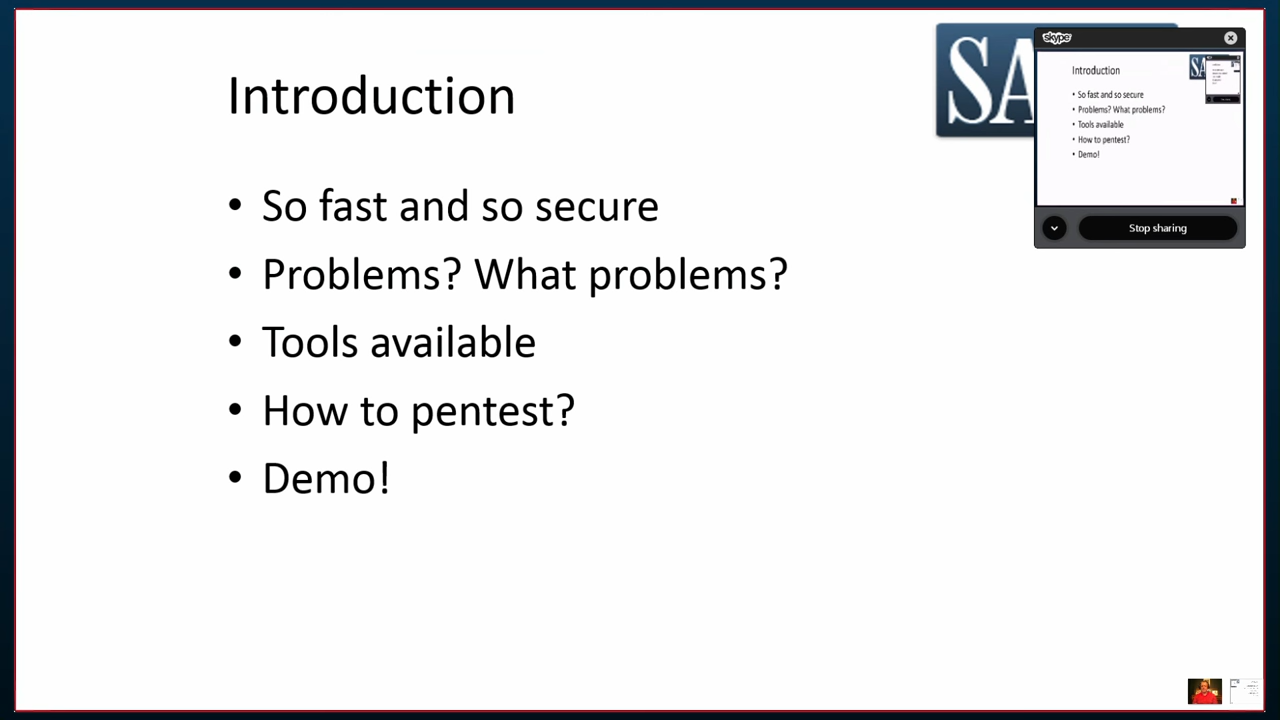 Introduction
SA
• So fast and so secure
• Problems? What problems?
• Tools available
• How to pentest?
• Demo!
skype
Introduction
SA
• So fast and so secure
• Problems? What problems?
• Tools available
• How to pentest?
• Demo!
Stop sharing